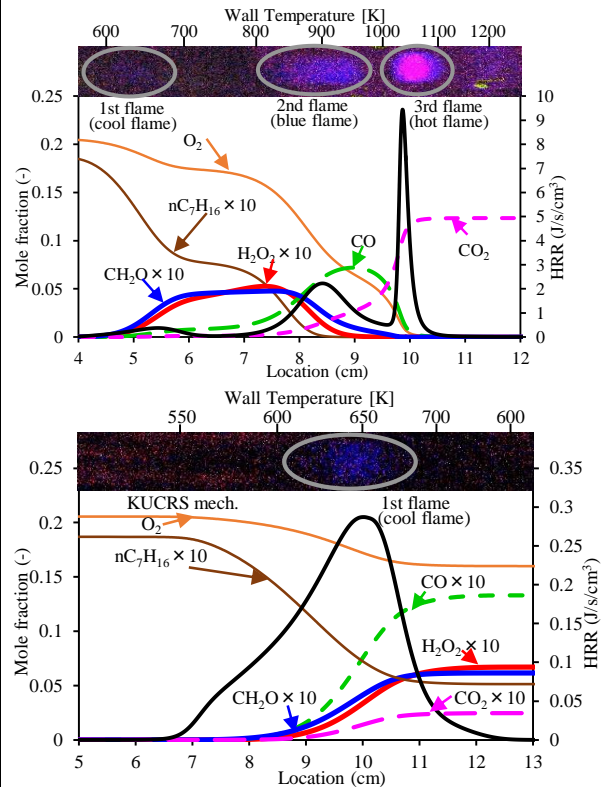 Wall Temperature [K]
600 700 800 900 1000 1100 1200
0.25
0.2
0.15
0.1
0.05
0
Mole fraction (-)
1st flame
(cool flame)
2nd flame
(blue flame)
3rd flame
(hot flame)
O₂
nC₇H₁₆ × 10
H₂O₂ × 10
CH₂O × 10
CO
CO₂
10
9
8
7
6
5
4
3
2
1
0
HRR (J/s/cm³)
4 5 6 7 8 9 10 11 12
Location (cm)
Wall Temperature [K]
550 600 650 700 612
0.25
0.2
0.15
0.1
0.05
0
Mole fraction (-)
KUCRS mech.
O₂
nC₇H₁₆ × 10
1st flame
(cool flame)
CO × 10
H₂O₂ × 10
CH₂O × 10
CO₂ × 10
0.35
0.3
0.25
0.2
0.15
0.1
0.05
0
HRR (J/s/cm³)
5 6 7 8 9 10 11 12 13
Location (cm)